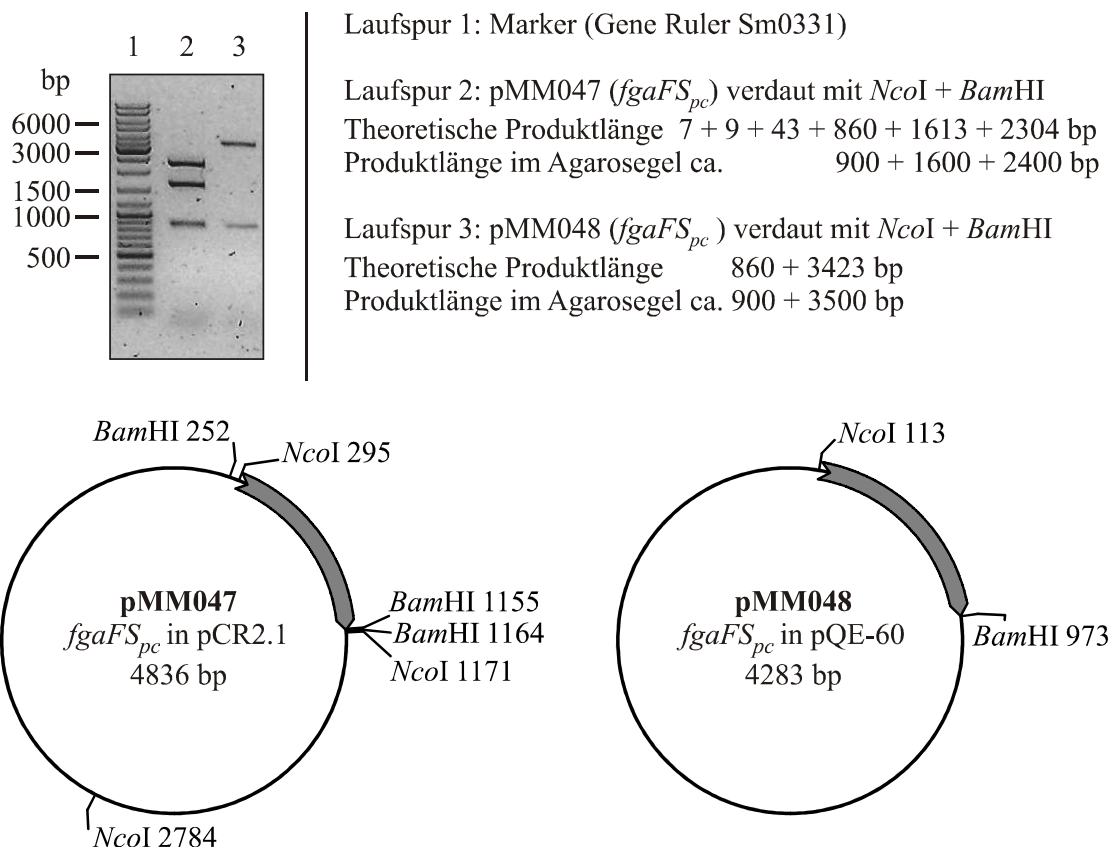 1 2 3
bp
6000
3000
1500
1000
500
Laufspur 1: Marker (Gene Ruler Sm0331)
Laufspur 2: pMM047 (fgaFSpc) verdaut mit NcoI + BamHI
Theoretische Produktlänge 7 + 9 + 43 + 860 + 1613 + 2304 bp
Produktlänge im Agarosegel ca. 900 + 1600 + 2400 bp
Laufspur 3: pMM048 (fgaFSpc ) verdaut mit NcoI + BamHI
Theoretische Produktlänge 860 + 3423 bp
Produktlänge im Agarosegel ca. 900 + 3500 bp
BamHI 252
NcoI 295
pMM047
fgaFSpc in pCR2.1
4836 bp
BamHI 1155
BamHI 1164
NcoI 1171
NcoI 2784
NcoI 113
pMM048
fgaFSpc in pQE-60
4283 bp
BamHI 973